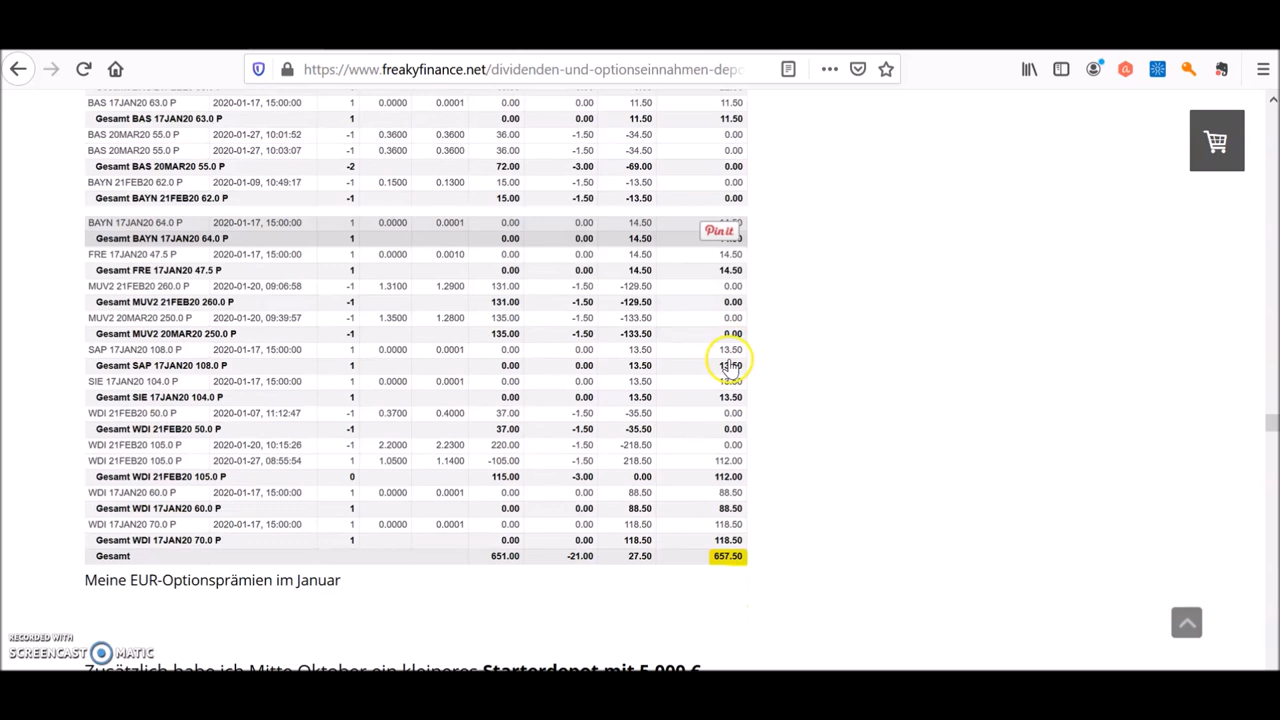 https://www.freakyfinance.net/dividenden-und-optionseinnahmen-depo
BAS 17JAN20 63.0 P 2020-01-17, 15:00:00 1 0.0000 0.0001 0.00 0.00 11.50 11.50
Gesamt BAS 17JAN20 63.0 P 1 0.00 0.00 11.50 11.50
BAS 20MAR20 55.0 P 2020-01-27, 10:01:52 -1 0.3600 0.3600 36.00 -1.50 -34.50 0.00
BAS 20MAR20 55.0 P 2020-01-27, 10:03:07 -1 0.3600 0.3600 36.00 -1.50 -34.50 0.00
Gesamt BAS 20MAR20 55.0 P -2 72.00 -3.00 -69.00 0.00
BAYN 21FEB20 62.0 P 2020-01-09, 10:49:17 -1 0.1500 0.1300 15.00 -1.50 -13.50 0.00
Gesamt BAYN 21FEB20 62.0 P -1 15.00 -1.50 -13.50 0.00
BAYN 17JAN20 64.0 P 2020-01-17, 15:00:00 1 0.0000 0.0001 0.00 0.00 14.50
Pin it
Gesamt BAYN 17JAN20 64.0 P 1 0.00 0.00 14.50
FRE 17JAN20 47.5 P 2020-01-17, 15:00:00 1 0.0000 0.0010 0.00 0.00 14.50 14.50
Gesamt FRE 17JAN20 47.5 P 1 0.00 0.00 14.50 14.50
MUV2 21FEB20 260.0 P 2020-01-20, 09:06:58 -1 1.3100 1.2900 131.00 -1.50 -129.50 0.00
Gesamt MUV2 21FEB20 260.0 P -1 131.00 -1.50 -129.50 0.00
MUV2 20MAR20 250.0 P 2020-01-20, 09:39:57 -1 1.3500 1.2800 135.00 -1.50 -133.50 0.00
Gesamt MUV2 20MAR20 250.0 P -1 135.00 -1.50 -133.50 0.00
SAP 17JAN20 108.0 P 2020-01-17, 15:00:00 1 0.0000 0.0001 0.00 0.00 13.50 13.50
Gesamt SAP 17JAN20 108.0 P 1 0.00 0.00 13.50 13.50
SIE 17JAN20 104.0 P 2020-01-17, 15:00:00 1 0.0000 0.0001 0.00 0.00 13.50 13.50
Gesamt SIE 17JAN20 104.0 P 1 0.00 0.00 13.50 13.50
WDI 21FEB20 50.0 P 2020-01-07, 11:12:47 -1 0.3700 0.4000 37.00 -1.50 -35.50 0.00
Gesamt WDI 21FEB20 50.0 P -1 37.00 -1.50 -35.50 0.00
WDI 21FEB20 105.0 P 2020-01-20, 10:15:26 -1 2.2000 2.2300 220.00 -1.50 -218.50 0.00
WDI 21FEB20 105.0 P 2020-01-27, 08:55:54 1 1.0500 1.1400 -105.00 -1.50 218.50 112.00
Gesamt WDI 21FEB20 105.0 P 0 115.00 -3.00 0.00 112.00
WDI 17JAN20 60.0 P 2020-01-17, 15:00:00 1 0.0000 0.0001 0.00 0.00 88.50 88.50
Gesamt WDI 17JAN20 60.0 P 1 0.00 0.00 88.50 88.50
WDI 17JAN20 70.0 P 2020-01-17, 15:00:00 1 0.0000 0.0001 0.00 0.00 118.50 118.50
Gesamt WDI 17JAN20 70.0 P 1 0.00 0.00 118.50 118.50
Gesamt 651.00 -21.00 27.50 657.50
Meine EUR-Optionsprämien im Januar
RECORDED WITH
SCREENCAST MATIC
Zusätzlich habe ich Mitte Oktober ein kleineres Starterdepot mit 5.000 €